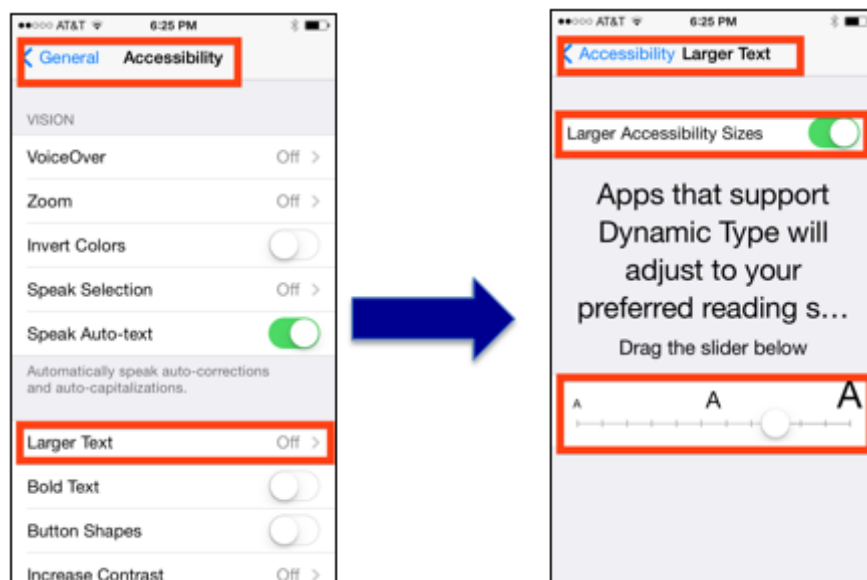 AT&T 6:25 PM
General Accessibility
VISION
VoiceOver Off
Zoom Off
Invert Colors
Speak Selection Off
Speak Auto-text
Automatically speak auto-corrections
and auto-capitalizations.
Larger Text Off
Bold Text
Button Shapes
Increase Contrast Off
AT&T 6:25 PM
Accessibility Larger Text
Larger Accessibility Sizes
Apps that support
Dynamic Type will
adjust to your
preferred reading s...
Drag the slider below
A A A